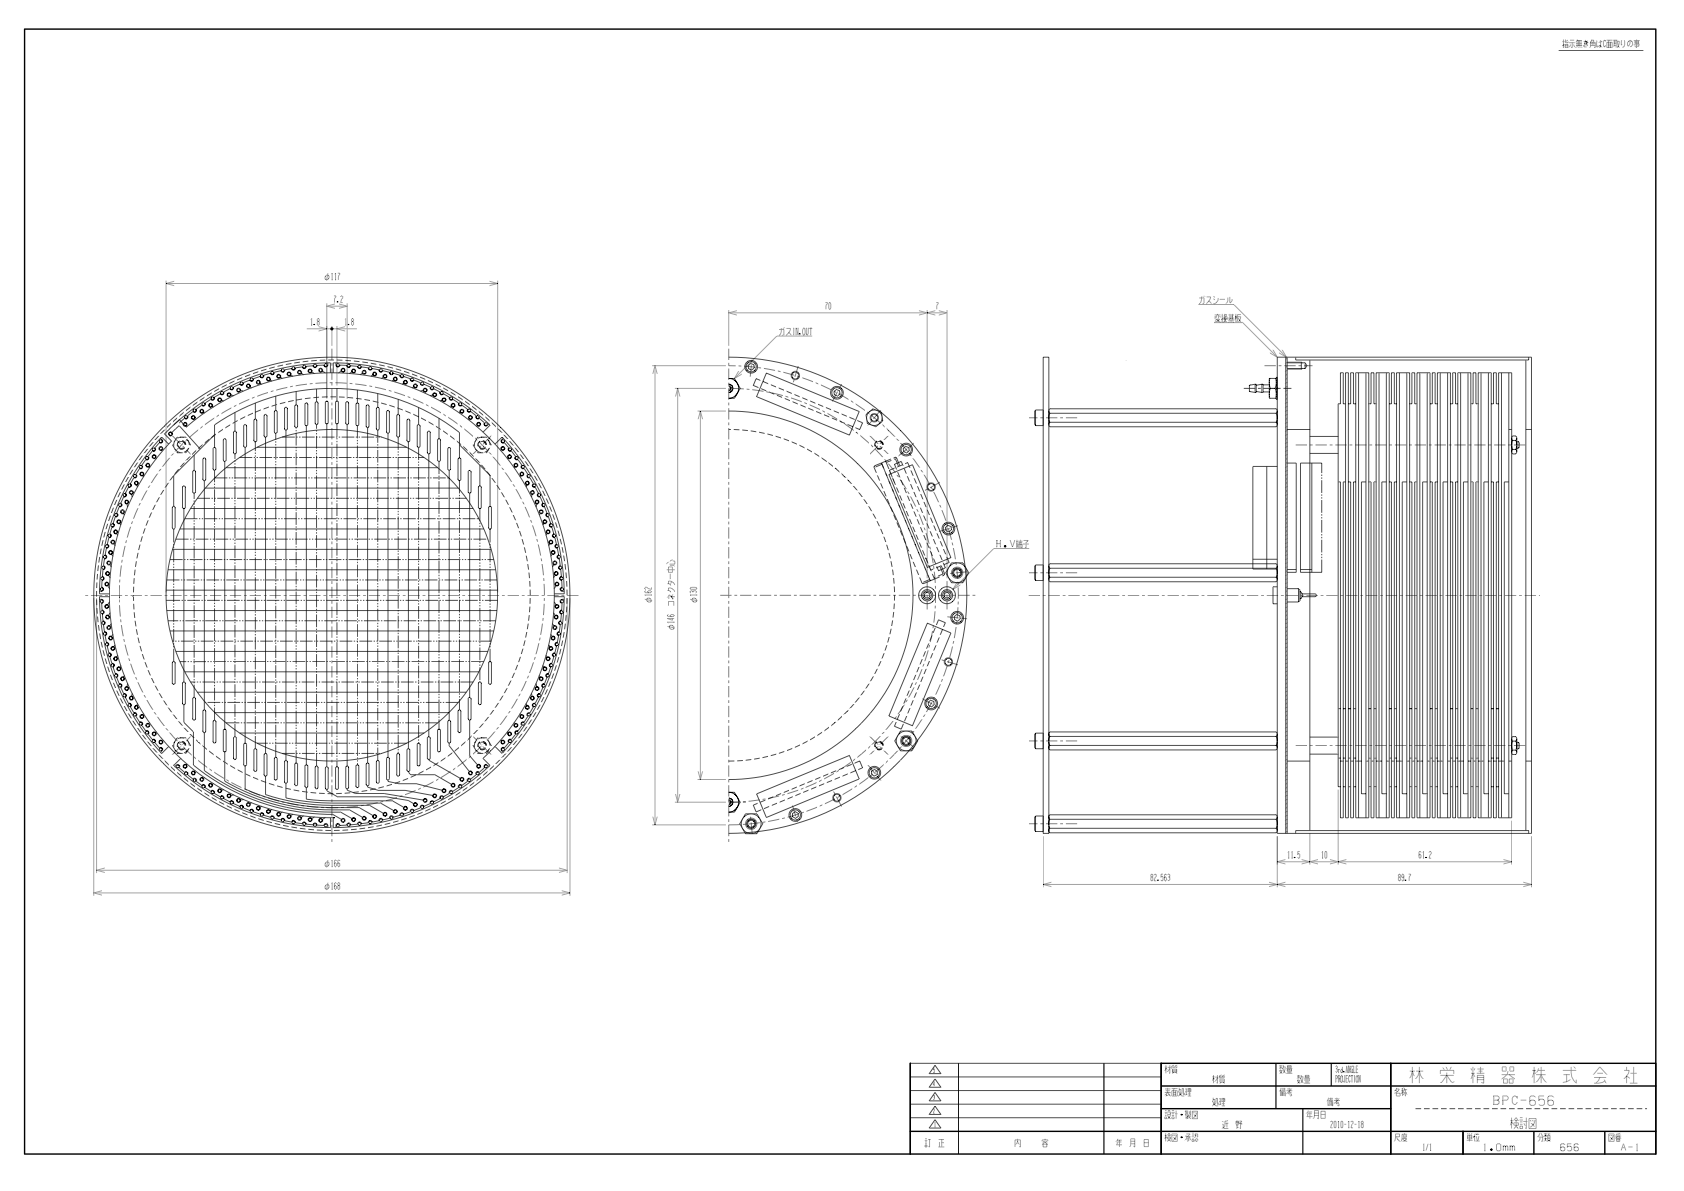 指示無き角はC面取りの事
φ117
7.2
1.8
1.8
φ166
φ168
70
7
ガスIN.OUT
φ162
φ146 コネクター中心
φ130
H.V端子
ガスシール
変換基板
11.5
10
61.2
82.563
89.7
材質
材質
数量
数量
3rd.ANGLE
PROJECTION
林栄精器株式会社
表面処理
処理
備考
備考
名称
BPC-656
検討図
設計・製図
近野
年月日
2010-12-18
訂正
内容
年月日
検図・承認
尺度
1/1
単位
1.0mm
分類
656
図番
A-1